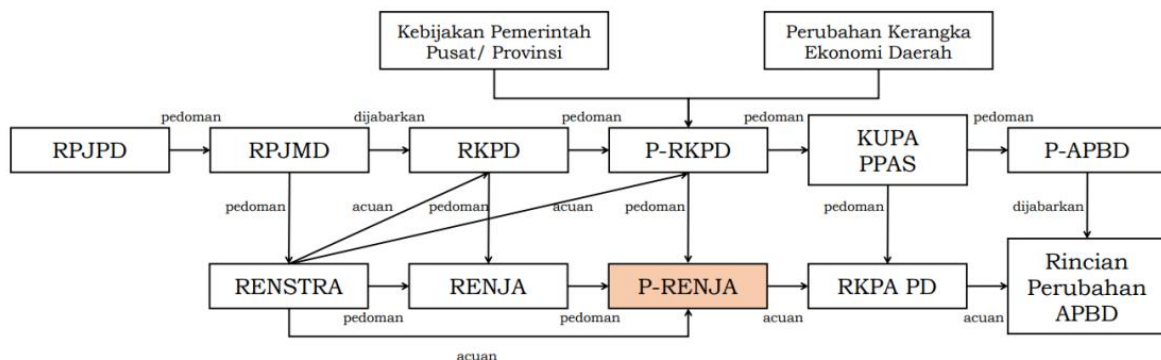 Kebijakan Pemerintah
Pusat/ Provinsi
Perubahan Kerangka
Ekonomi Daerah
pedoman
dijabarkan
pedoman
pedoman
pedoman
RPJPD
RPJMD
RKPD
P-RKPD
KUPA
PPAS
P-APBD
pedoman
acuan
pedoman
acuan
pedoman
pedoman
dijabarkan
RENSTRA
RENJA
P-RENJA
RKPA PD
Rincian
Perubahan
APBD
pedoman
pedoman
acuan
acuan
acuan